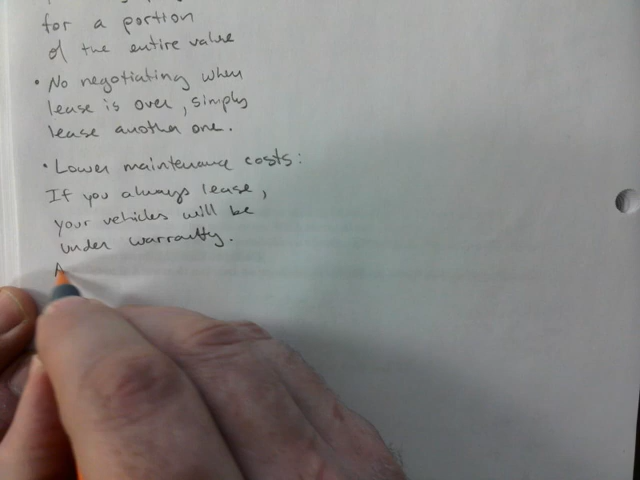 for a portion
of the entire value
• No negotiating when
lease is over, simply
lease another one.
• Lower maintenance costs:
If you always lease,
your vehicles will be
under warranty.